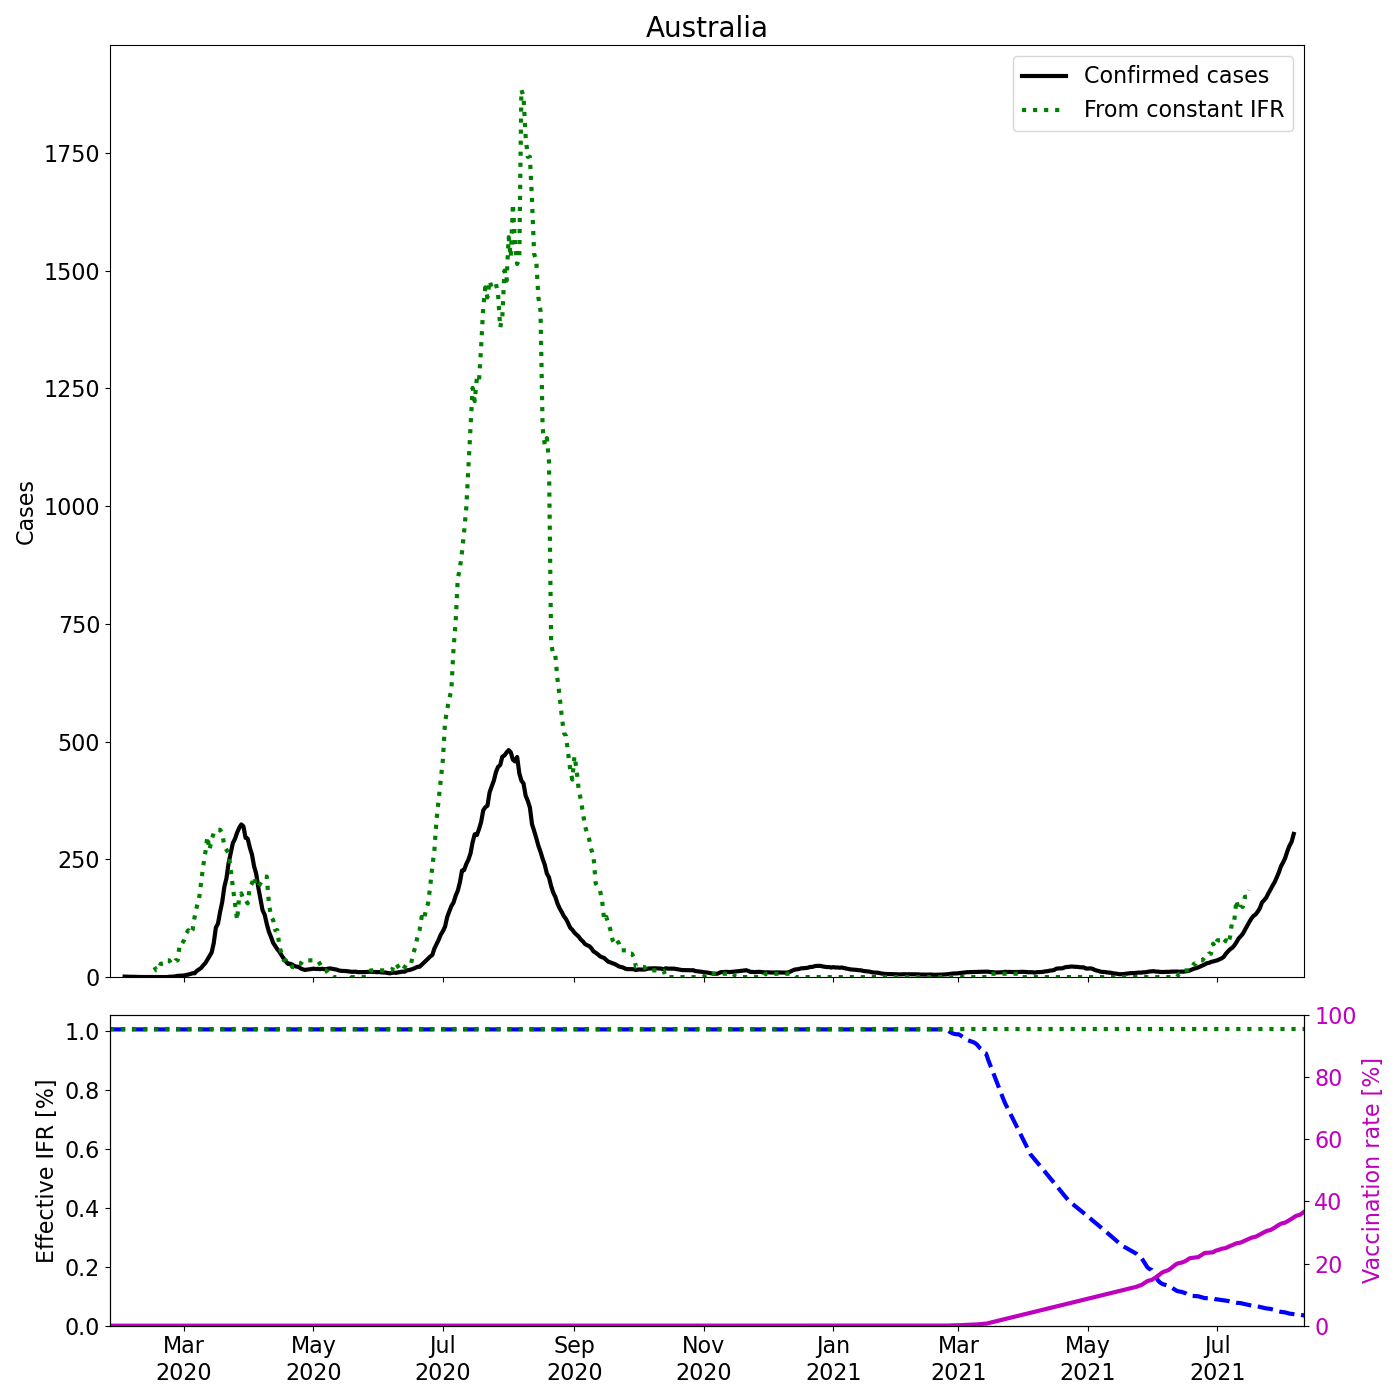 Australia
Confirmed cases
From constant IFR
Cases
1750
1500
1250
1000
750
500
250
0
Effective IFR [%]
1.0
0.8
0.6
0.4
0.2
0.0
100
80
60
40
20
0
Vaccination rate [%]
Mar May Jul Sep Nov Jan Mar May Jul
2020 2020 2020 2020 2020 2021 2021 2021 2021